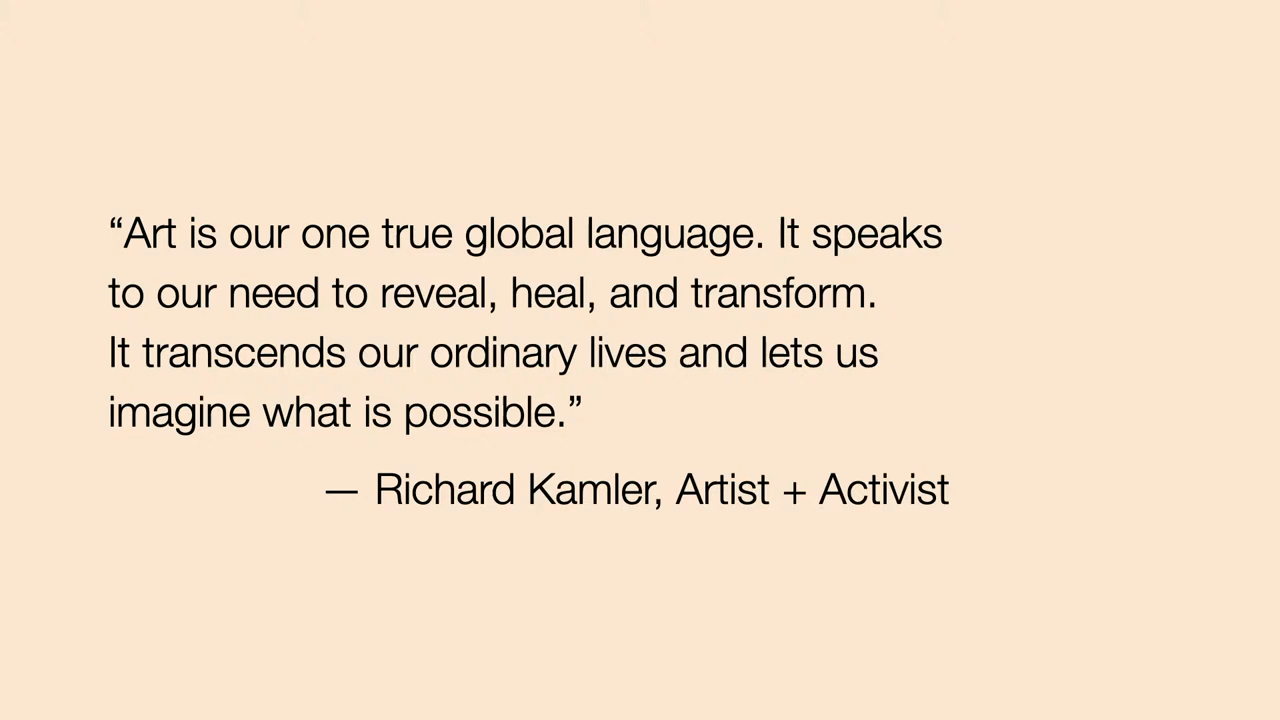 “Art is our one true global language. It speaks
to our need to reveal, heal, and transform.
It transcends our ordinary lives and lets us
imagine what is possible.”
— Richard Kamler, Artist + Activist